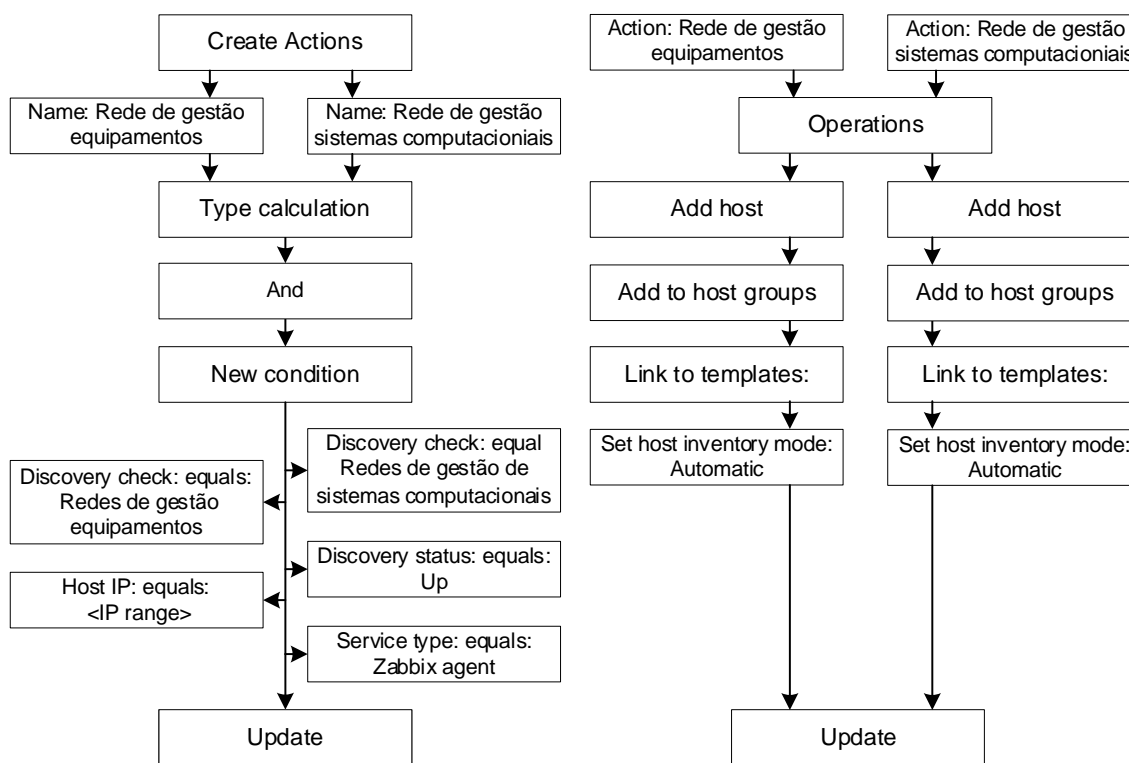 Create Actions
Name: Rede de gestão
equipamentos
Name: Rede de gestão
sistemas computacioniais
Type calculation
And
New condition
Discovery check: equal
Redes de gestão de
sistemas computacionais
Discovery check: equals:
Redes de gestão
equipamentos
Discovery status: equals:
Up
Host IP: equals:
<IP range>
Service type: equals:
Zabbix agent
Update
Action: Rede de gestão
equipamentos
Action: Rede de gestão
sistemas computacioniais
Operations
Add host
Add host
Add to host groups
Add to host groups
Link to templates:
Link to templates:
Set host inventory mode:
Automatic
Set host inventory mode:
Automatic
Update